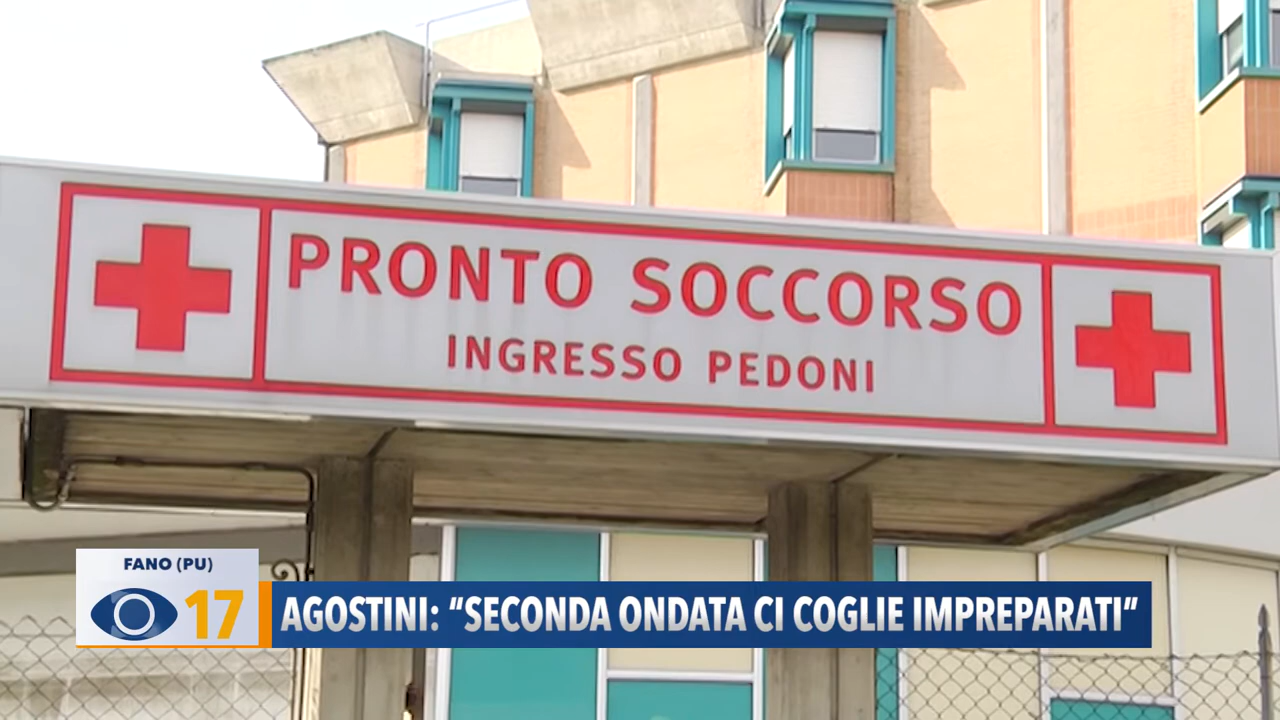 PRONTO SOCCORSO
INGRESSO PEDONI
FANO (PU)
17
AGOSTINI: “SECONDA ONDATA CI COGLIE IMPREPARATI”